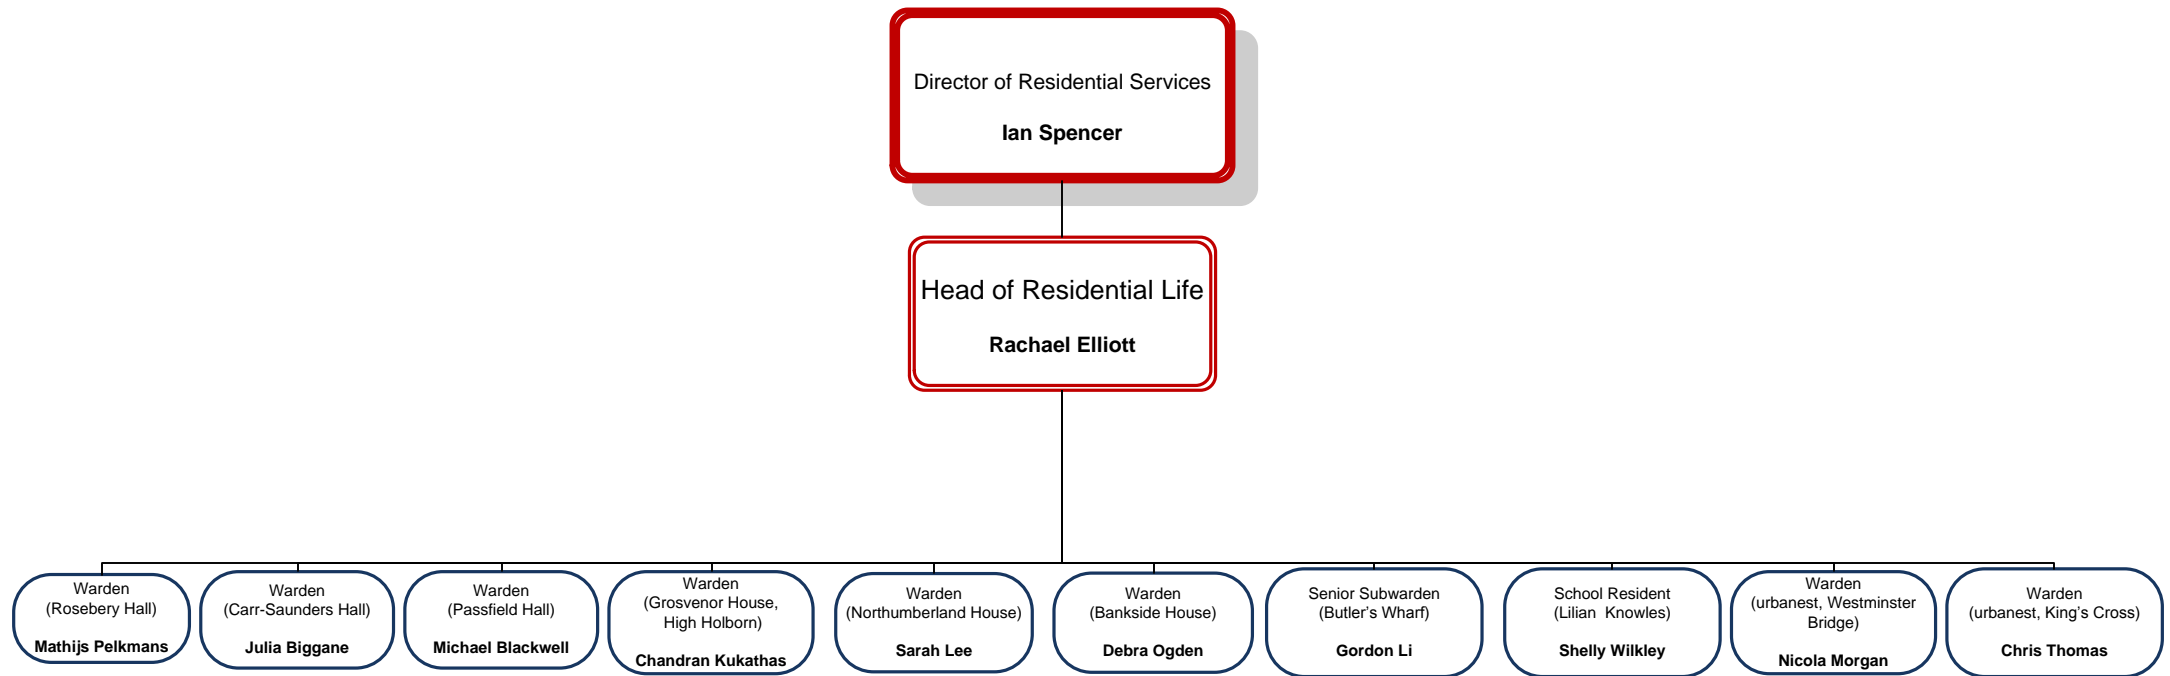 Director of Residential Services
Ian Spencer
Head of Residential Life
Rachael Elliott
Warden
(Rosebery Hall)
Mathijs Pelkmans
Warden
(Carr-Saunders Hall)
Julia Biggane
Warden
(Passfield Hall)
Michael Blackwell
Warden
(Grosvenor House,
High Holborn)
Chandran Kukathas
Warden
(Northumberland House)
Sarah Lee
Warden
(Bankside House)
Debra Ogden
Senior Subwarden
(Butler’s Wharf)
Gordon Li
School Resident
(Lilian  Knowles)
Shelly Wilkley
Warden
(urbanest, Westminster
Bridge)
Nicola Morgan
Warden
(urbanest, King’s Cross)
Chris Thomas